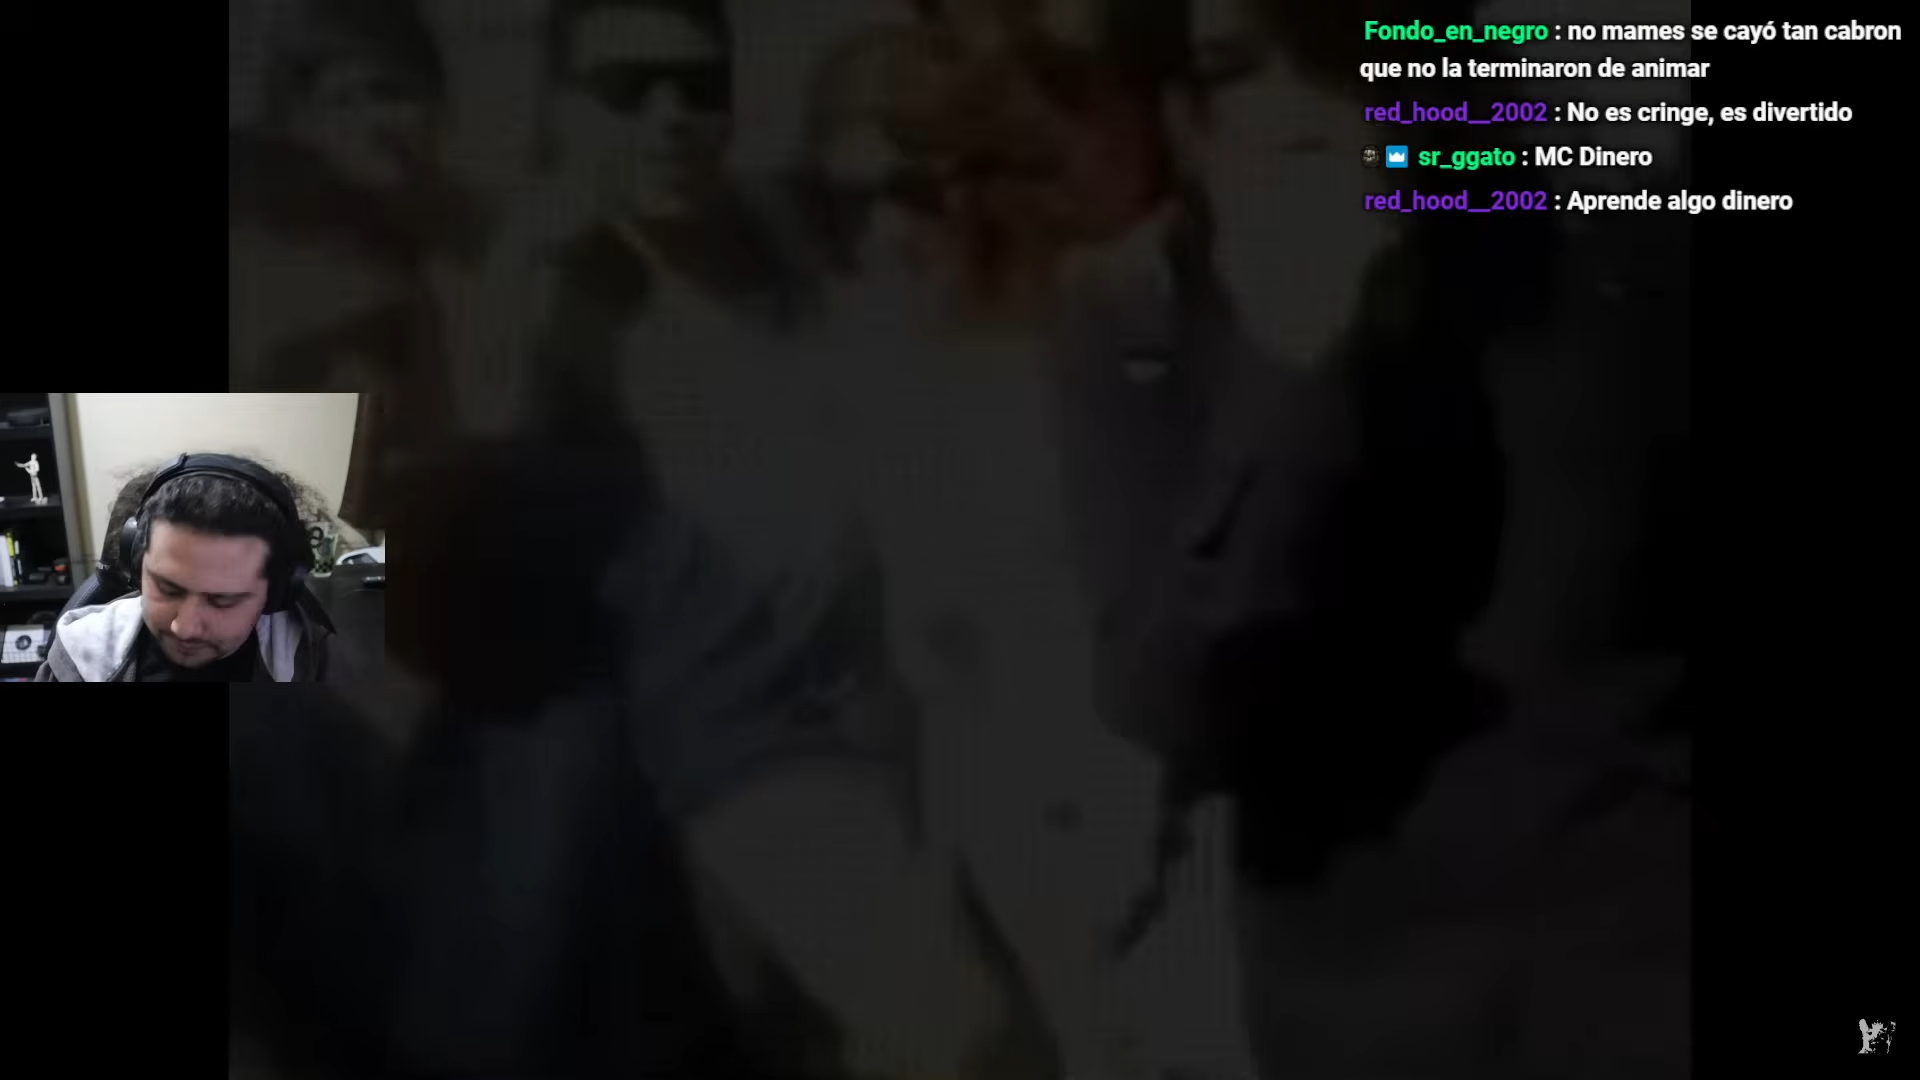 Fondo_en_negro : no mames se cayó tan cabron
que no la terminaron de animar
red_hood__2002 : No es cringe, es divertido
sr_ggato : MC Dinero
red_hood__2002 : Aprende algo dinero